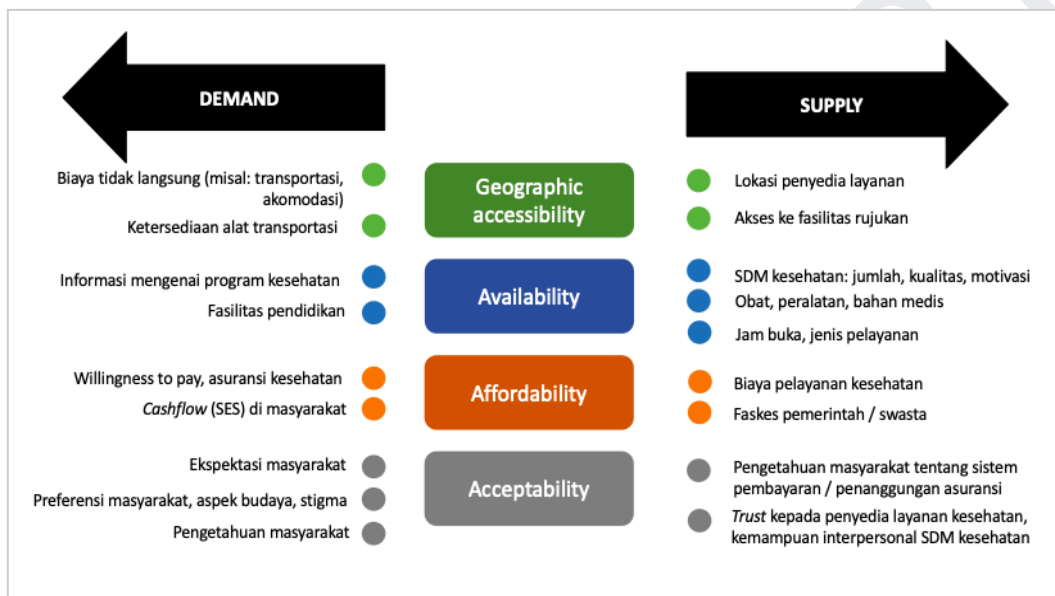 DEMAND
SUPPLY
Biaya tidak langsung (misal: transportasi,
akomodasi)
Ketersediaan alat transportasi
Geographic
accessibility
Lokasi penyedia layanan
Akses ke fasilitas rujukan
Informasi mengenai program kesehatan
Fasilitas pendidikan
Availability
SDM kesehatan: jumlah, kualitas, motivasi
Obat, peralatan, bahan medis
Jam buka, jenis pelayanan
Willingness to pay, asuransi kesehatan
Cashflow (SES) di masyarakat
Affordability
Biaya pelayanan kesehatan
Faskes pemerintah / swasta
Ekspektasi masyarakat
Preferensi masyarakat, aspek budaya, stigma
Pengetahuan masyarakat
Acceptability
Pengetahuan masyarakat tentang sistem
pembayaran / penanggungan asuransi
Trust kepada penyedia layanan kesehatan,
kemampuan interpersonal SDM kesehatan